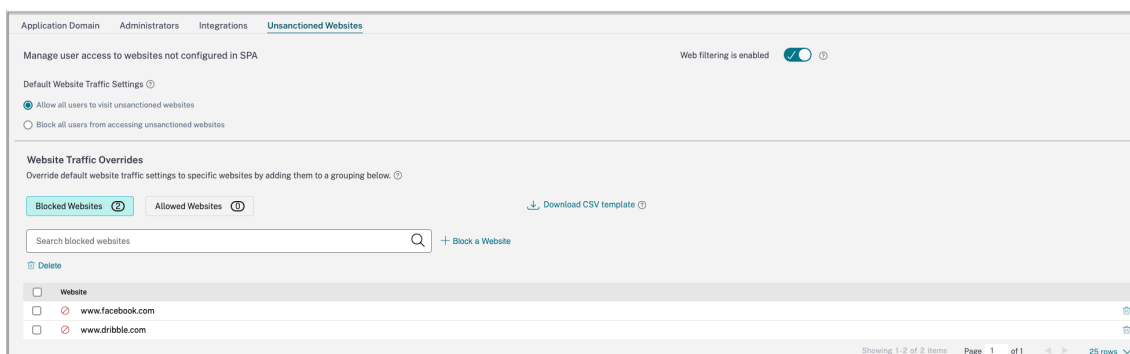 Application Domain Administrators Integrations Unsanctioned Websites
Manage user access to websites not configured in SPA
Web filtering is enabled
Default Website Traffic Settings
Allow all users to visit unsanctioned websites
Block all users from accessing unsanctioned websites
Website Traffic Overrides
Override default website traffic settings to specific websites by adding them to a grouping below.
Blocked Websites 2 Allowed Websites 0 Download CSV template
Search blocked websites + Block a Website
Delete
Website
www.facebook.com
www.dribble.com
Showing 1-2 of 2 items Page 1 of 1 25 rows